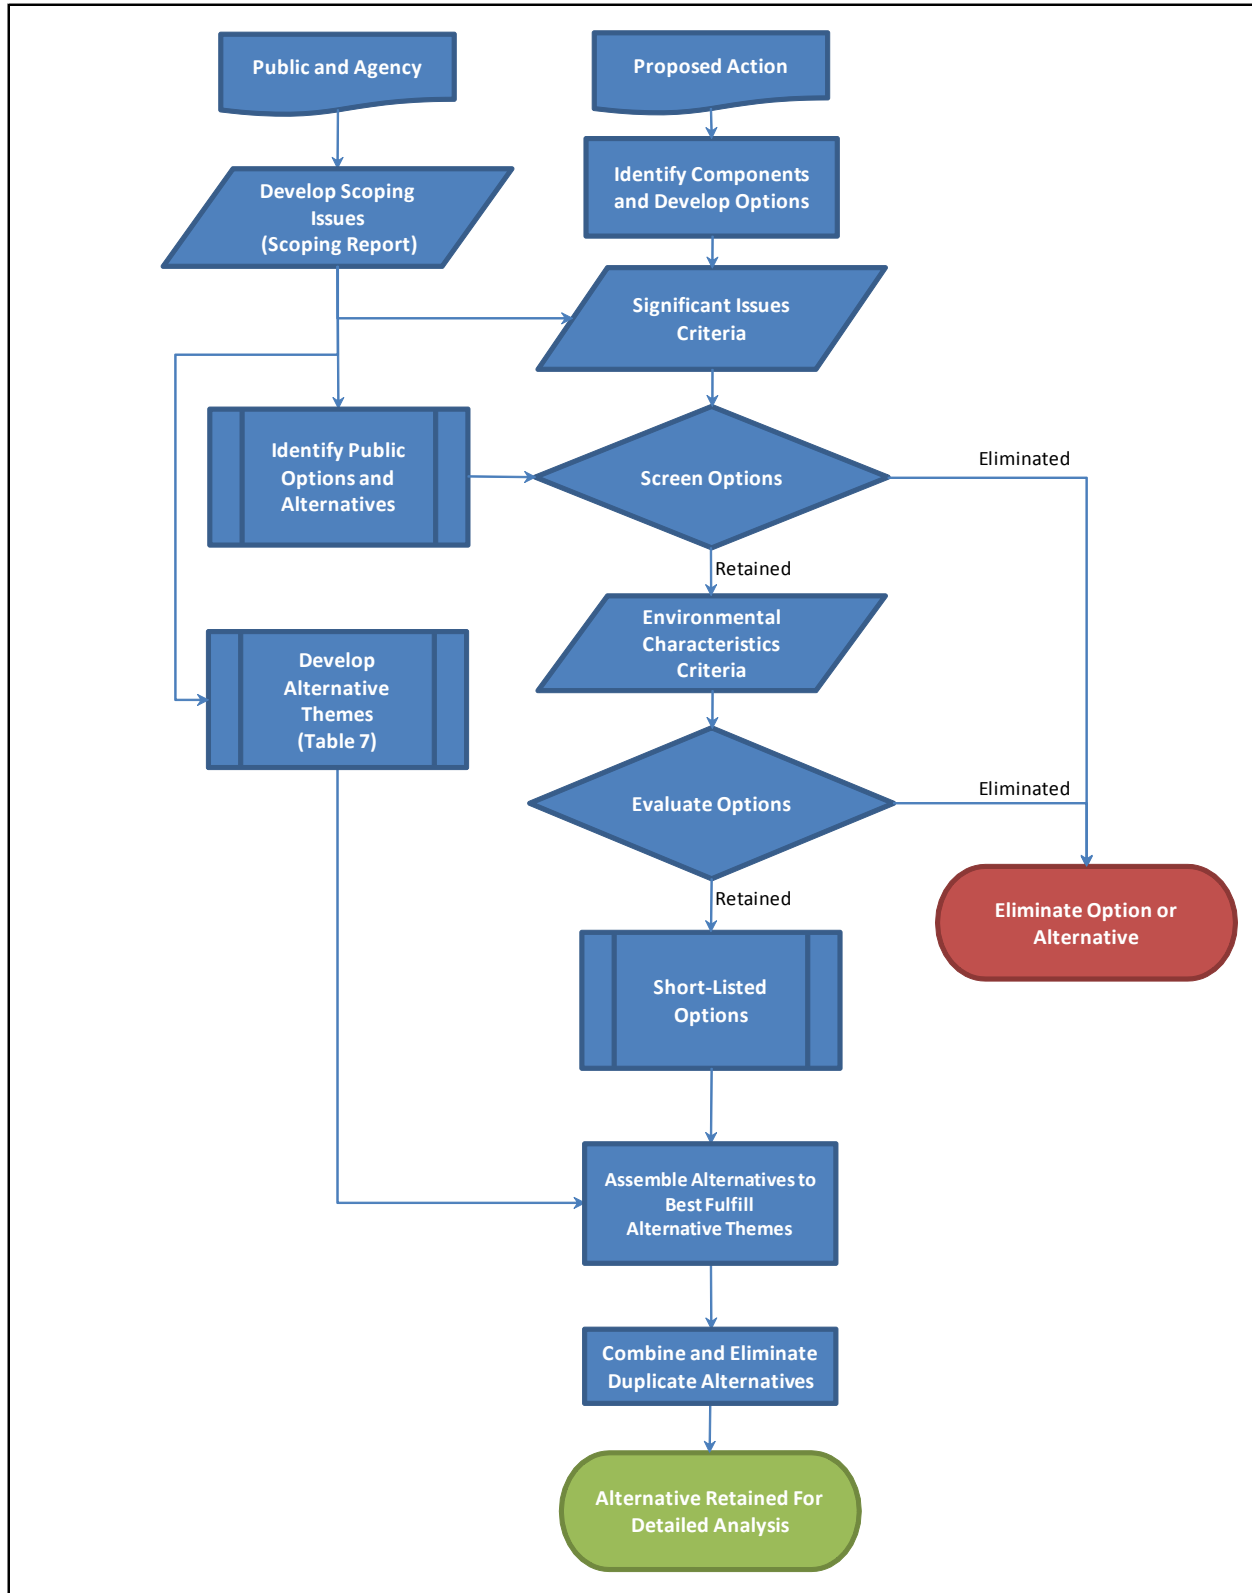 Public and Agency
Proposed Action
Identify Components
and Develop Options
Develop Scoping
Issues
(Scoping Report)
Significant Issues
Criteria
Identify Public
Options and
Alternatives
Screen Options
Eliminated
Retained
Environmental
Characteristics
Criteria
Develop
Alternative
Themes
(Table 7)
Evaluate Options
Eliminated
Retained
Eliminate Option or
Alternative
Short-Listed
Options
Assemble Alternatives to
Best Fulfill
Alternative Themes
Combine and Eliminate
Duplicate Alternatives
Alternative Retained For
Detailed Analysis